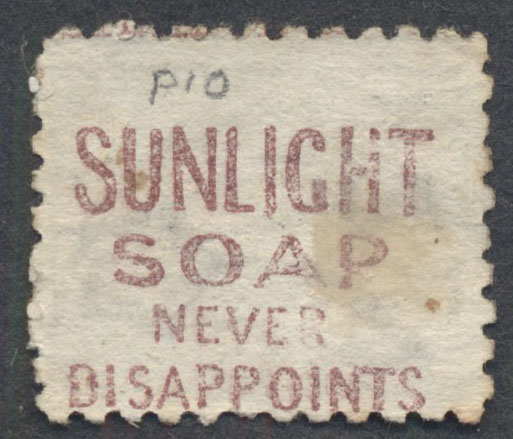 P10
SUNLIGHT
SOAP
NEVER
DISAPPOINTS